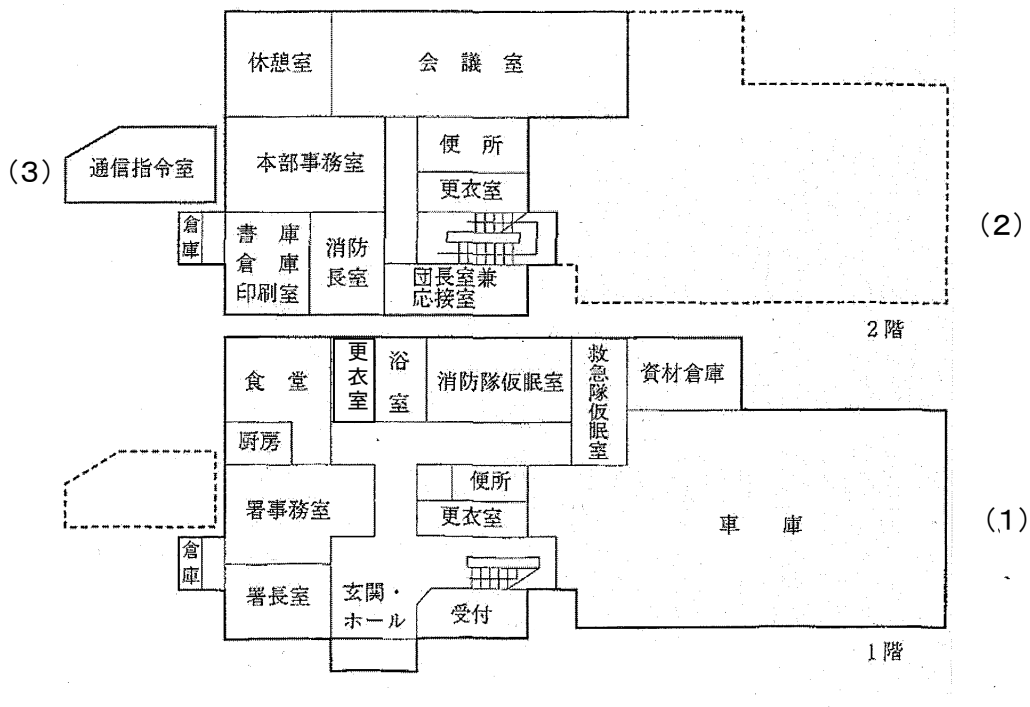 休憩室
会議室
(3)
通信指令室
本部事務室
便所
更衣室
倉庫
書庫
倉庫
印刷室
消防
長室
団長室兼
応接室
(2)
2階
食堂
更衣室
浴室
消防隊仮眠室
救急隊仮眠室
資材倉庫
厨房
署事務室
便所
更衣室
車庫
(1)
倉庫
署長室
玄関・
ホール
受付
1階